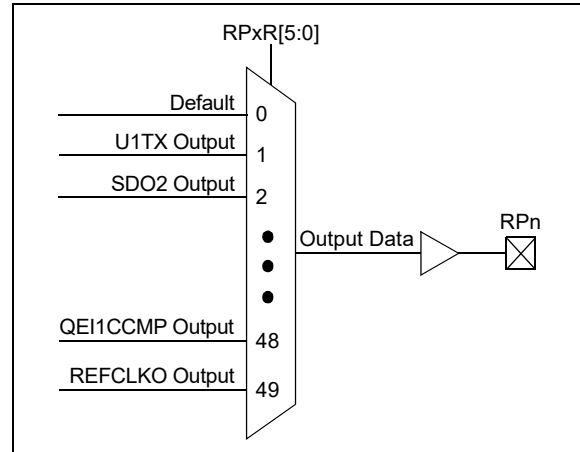 RPxR[5:0]
Default
0
U1TX Output
1
SDO2 Output
2
Output Data
RPn
QEI1CCMP Output
48
REFCLKO Output
49